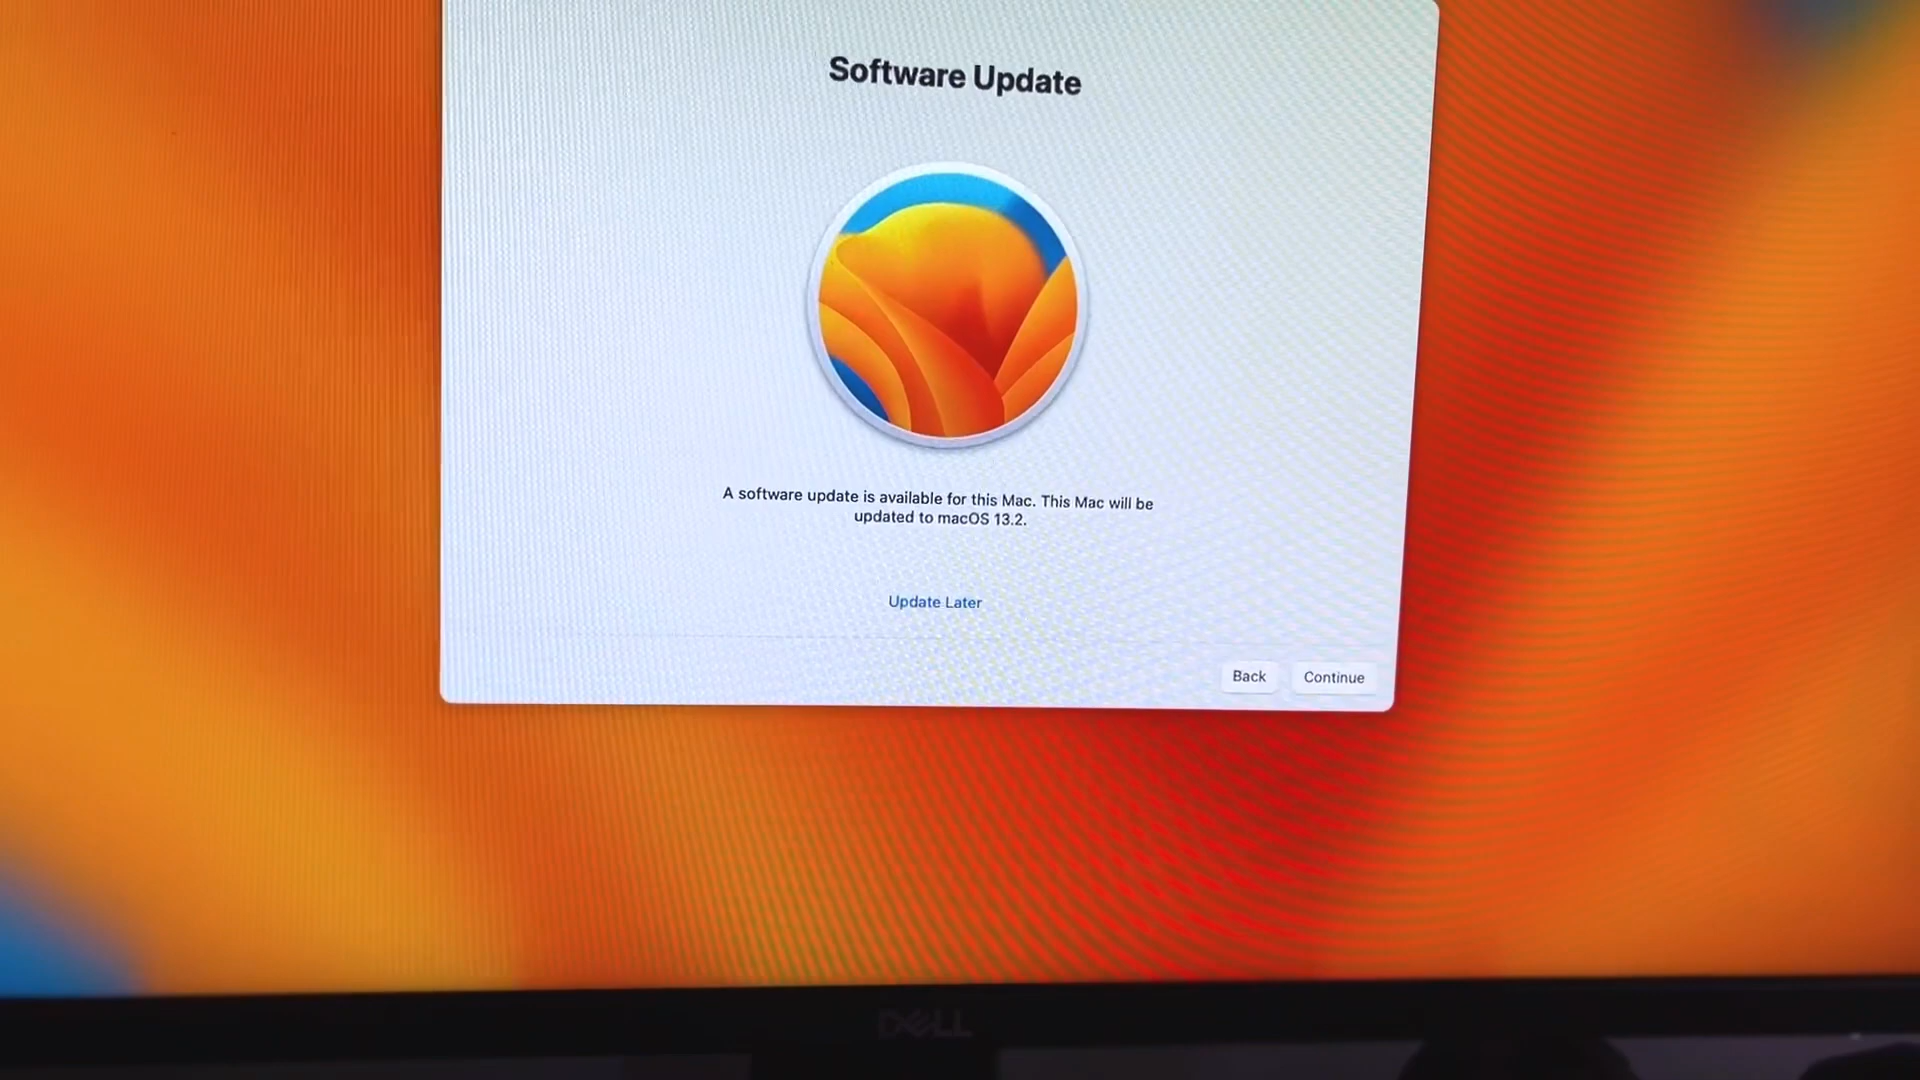 Software Update
A software update is available for this Mac. This Mac will be
updated to macOS 13.2.
Update Later
Back
Continue
DELL